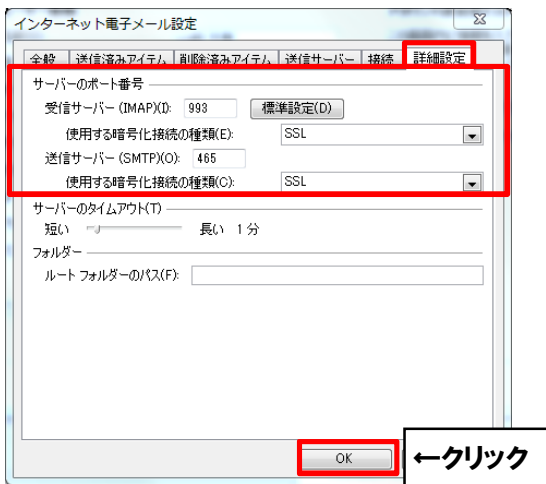 インターネット電子メール設定
全般 送信済みアイテム 削除済みアイテム 送信サーバー 接続 詳細設定
サーバーのポート番号
受信サーバー (IMAP)(I): 993 標準設定(D)
使用する暗号化接続の種類(E): SSL
送信サーバー (SMTP)(O): 465
使用する暗号化接続の種類(C): SSL
サーバーのタイムアウト(T)
短い 長い 1 分
フォルダー
ルート フォルダーのパス(F):
OK ←クリック